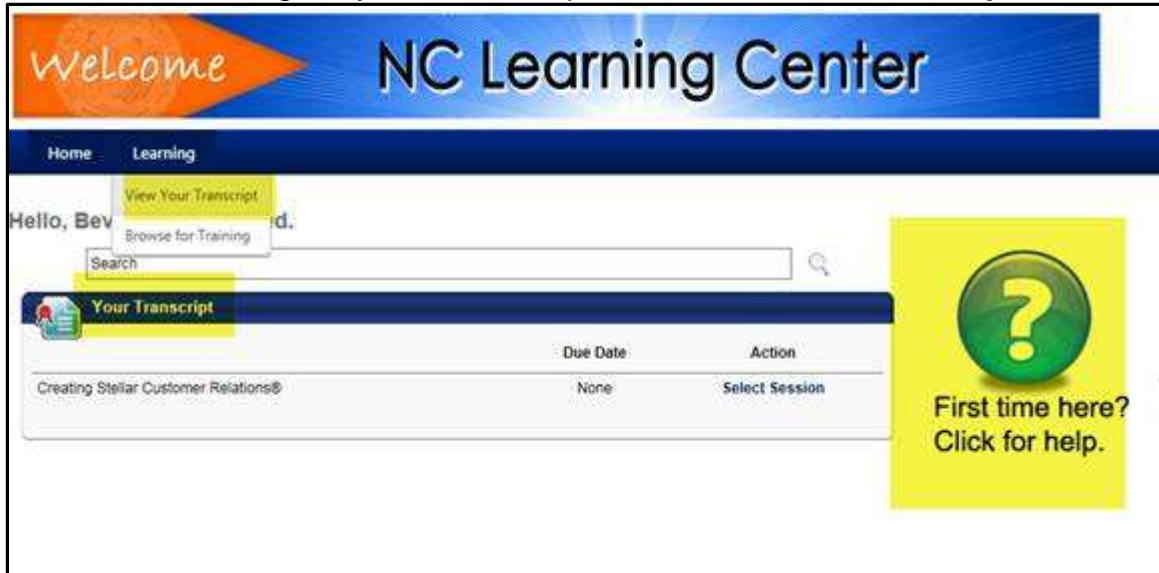 Welcome NC Learning Center
Home Learning
View Your Transcript
Hello, Bev d.
Browse for Training
Search
Your Transcript
Due Date Action
Creating Stellar Customer Relations® None Select Session
?
First time here?
Click for help.